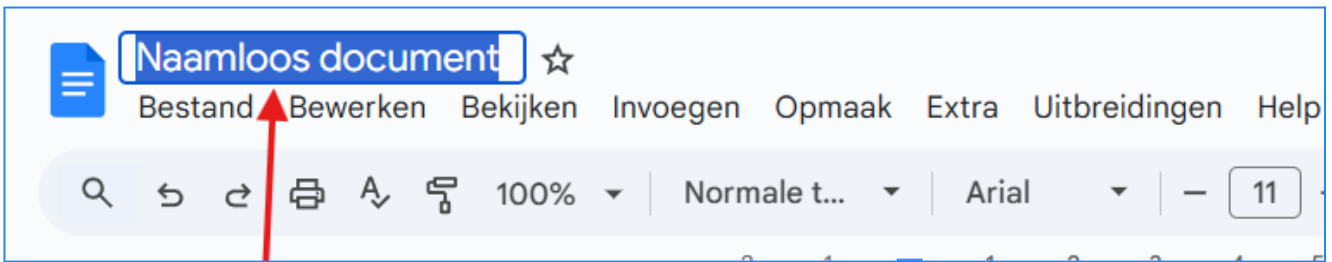 Naamloos document
Bestand Bewerken Bekijken Invoegen Opmaak Extra Uitbreidingen Help
100% Normale t... Arial 11